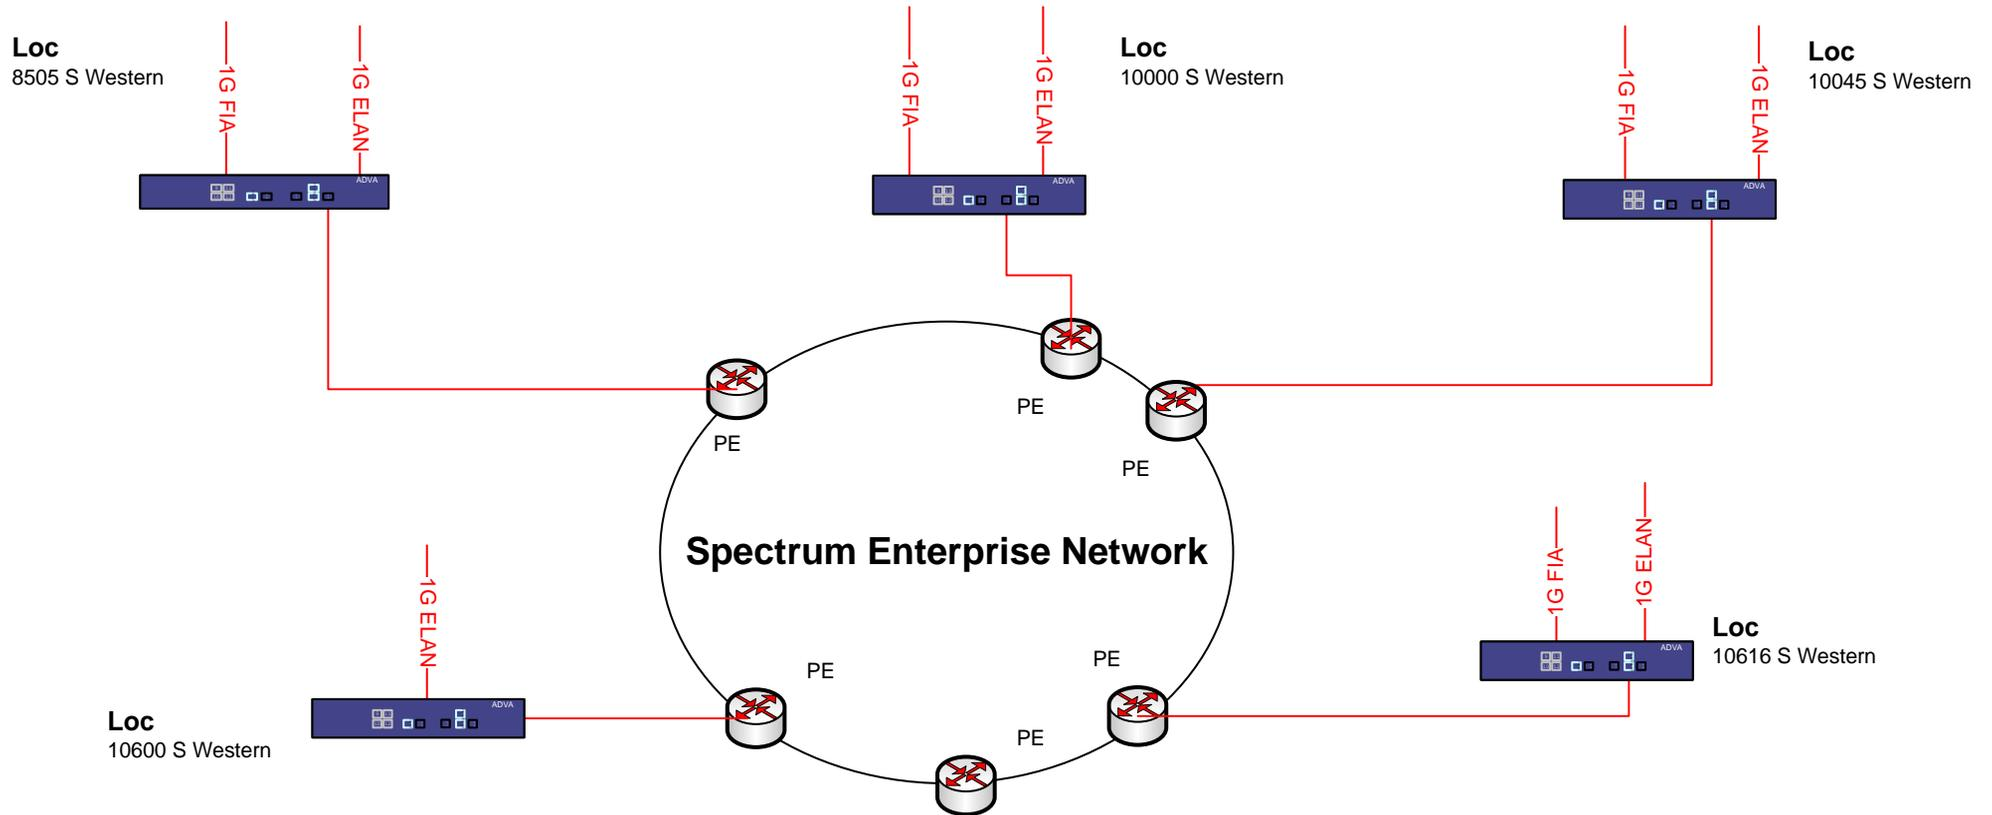 Loc
8505 S Western
1G FIA
1G ELAN
ADVA
1G FIA
1G ELAN
ADVA
Loc
10000 S Western
1G FIA
1G ELAN
ADVA
Loc
10045 S Western
PE
PE
PE
Spectrum Enterprise Network
1G ELAN
ADVA
Loc
10600 S Western
PE
PE
PE
1G FIA
1G ELAN
ADVA
Loc
10616 S Western